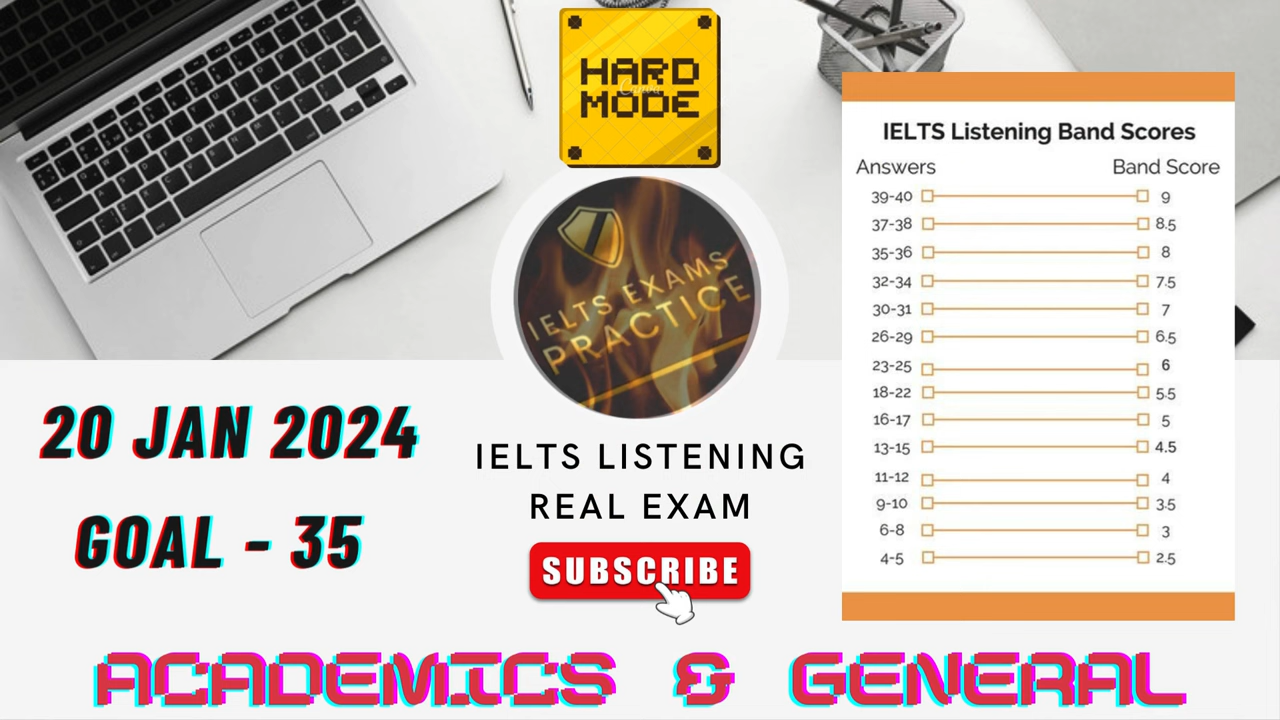 HARD
MODE
Canva
IELTS EXAMS
PRACTICE
20 JAN 2024
GOAL - 35
IELTS LISTENING
REAL EXAM
SUBSCRIBE
IELTS Listening Band Scores
Answers Band Score
39-40 9
37-38 8.5
35-36 8
32-34 7.5
30-31 7
26-29 6.5
23-25 6
18-22 5.5
16-17 5
13-15 4.5
11-12 4
9-10 3.5
6-8 3
4-5 2.5
ACADEMICS & GENERAL